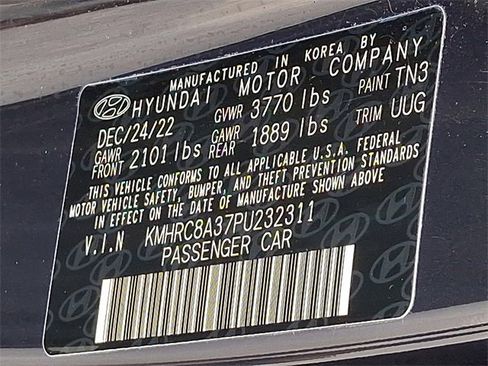 MANUFACTURED IN KOREA BY
HYUNDAI MOTOR COMPANY
DEC/24/22 GVWR 3770 lbs PAINT TN3
GAWR FRONT 2101 lbs GAWR REAR 1889 lbs TRIM UUG
THIS VEHICLE CONFORMS TO ALL APPLICABLE U.S.A. FEDERAL
MOTOR VEHICLE SAFETY, BUMPER, AND THEFT PREVENTION STANDARDS
IN EFFECT ON THE DATE OF MANUFACTURE SHOWN ABOVE
V.I.N KMHRC8A37PU232311
PASSENGER CAR